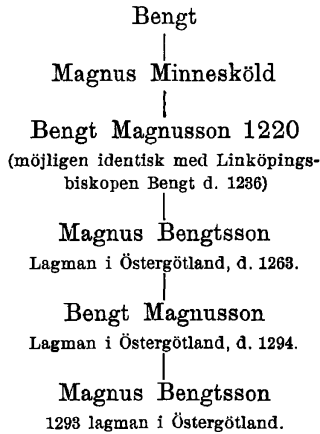 Bengt
Magnus Minnesköld
Bengt Magnusson 1220
(möjligen identisk med Linköpings-
biskopen Bengt d. 1236)
Magnus Bengtsson
Lagman i Östergötland, d. 1263.
Bengt Magnusson
Lagman i Östergötland, d. 1294.
Magnus Bengtsson
1293 lagman i Östergötland.